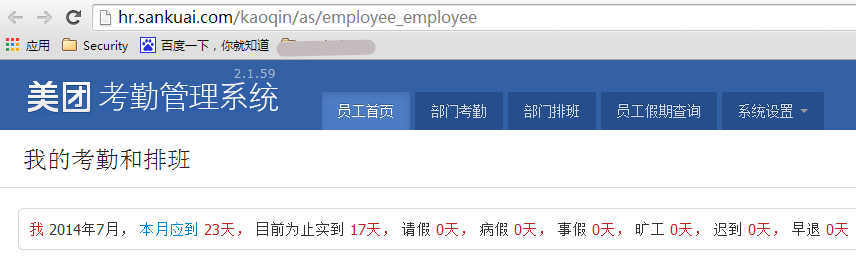 hr.sankuai.com/kaoqin/as/employee_employee
应用 Security 百度一下，你就知道
2.1.59
美团 考勤管理系统 员工首页 部门考勤 部门排班 员工假期查询 系统设置
我的考勤和排班
我 2014年7月， 本月应到 23天， 目前为止实到 17天， 请假 0天， 病假 0天， 事假 0天， 旷工 0天， 迟到 0天， 早退 0天